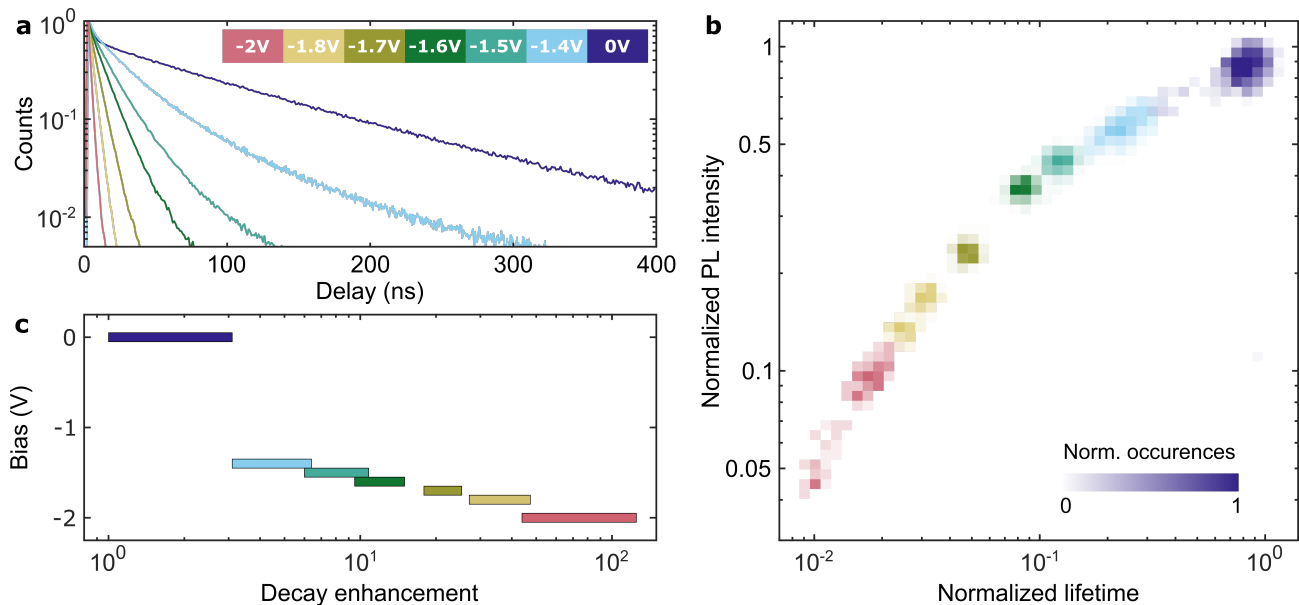 a
10^0
10^-1
10^-2
Counts
-2V -1.8V -1.7V -1.6V -1.5V -1.4V 0V
0 100 200 300 400
Delay (ns)
c
0
-1
-2
Bias (V)
10^0 10^1 10^2
Decay enhancement
b
1
0.5
0.1
0.05
Normalized PL intensity
Norm. occurences
0 1
10^-2 10^-1 10^0
Normalized lifetime